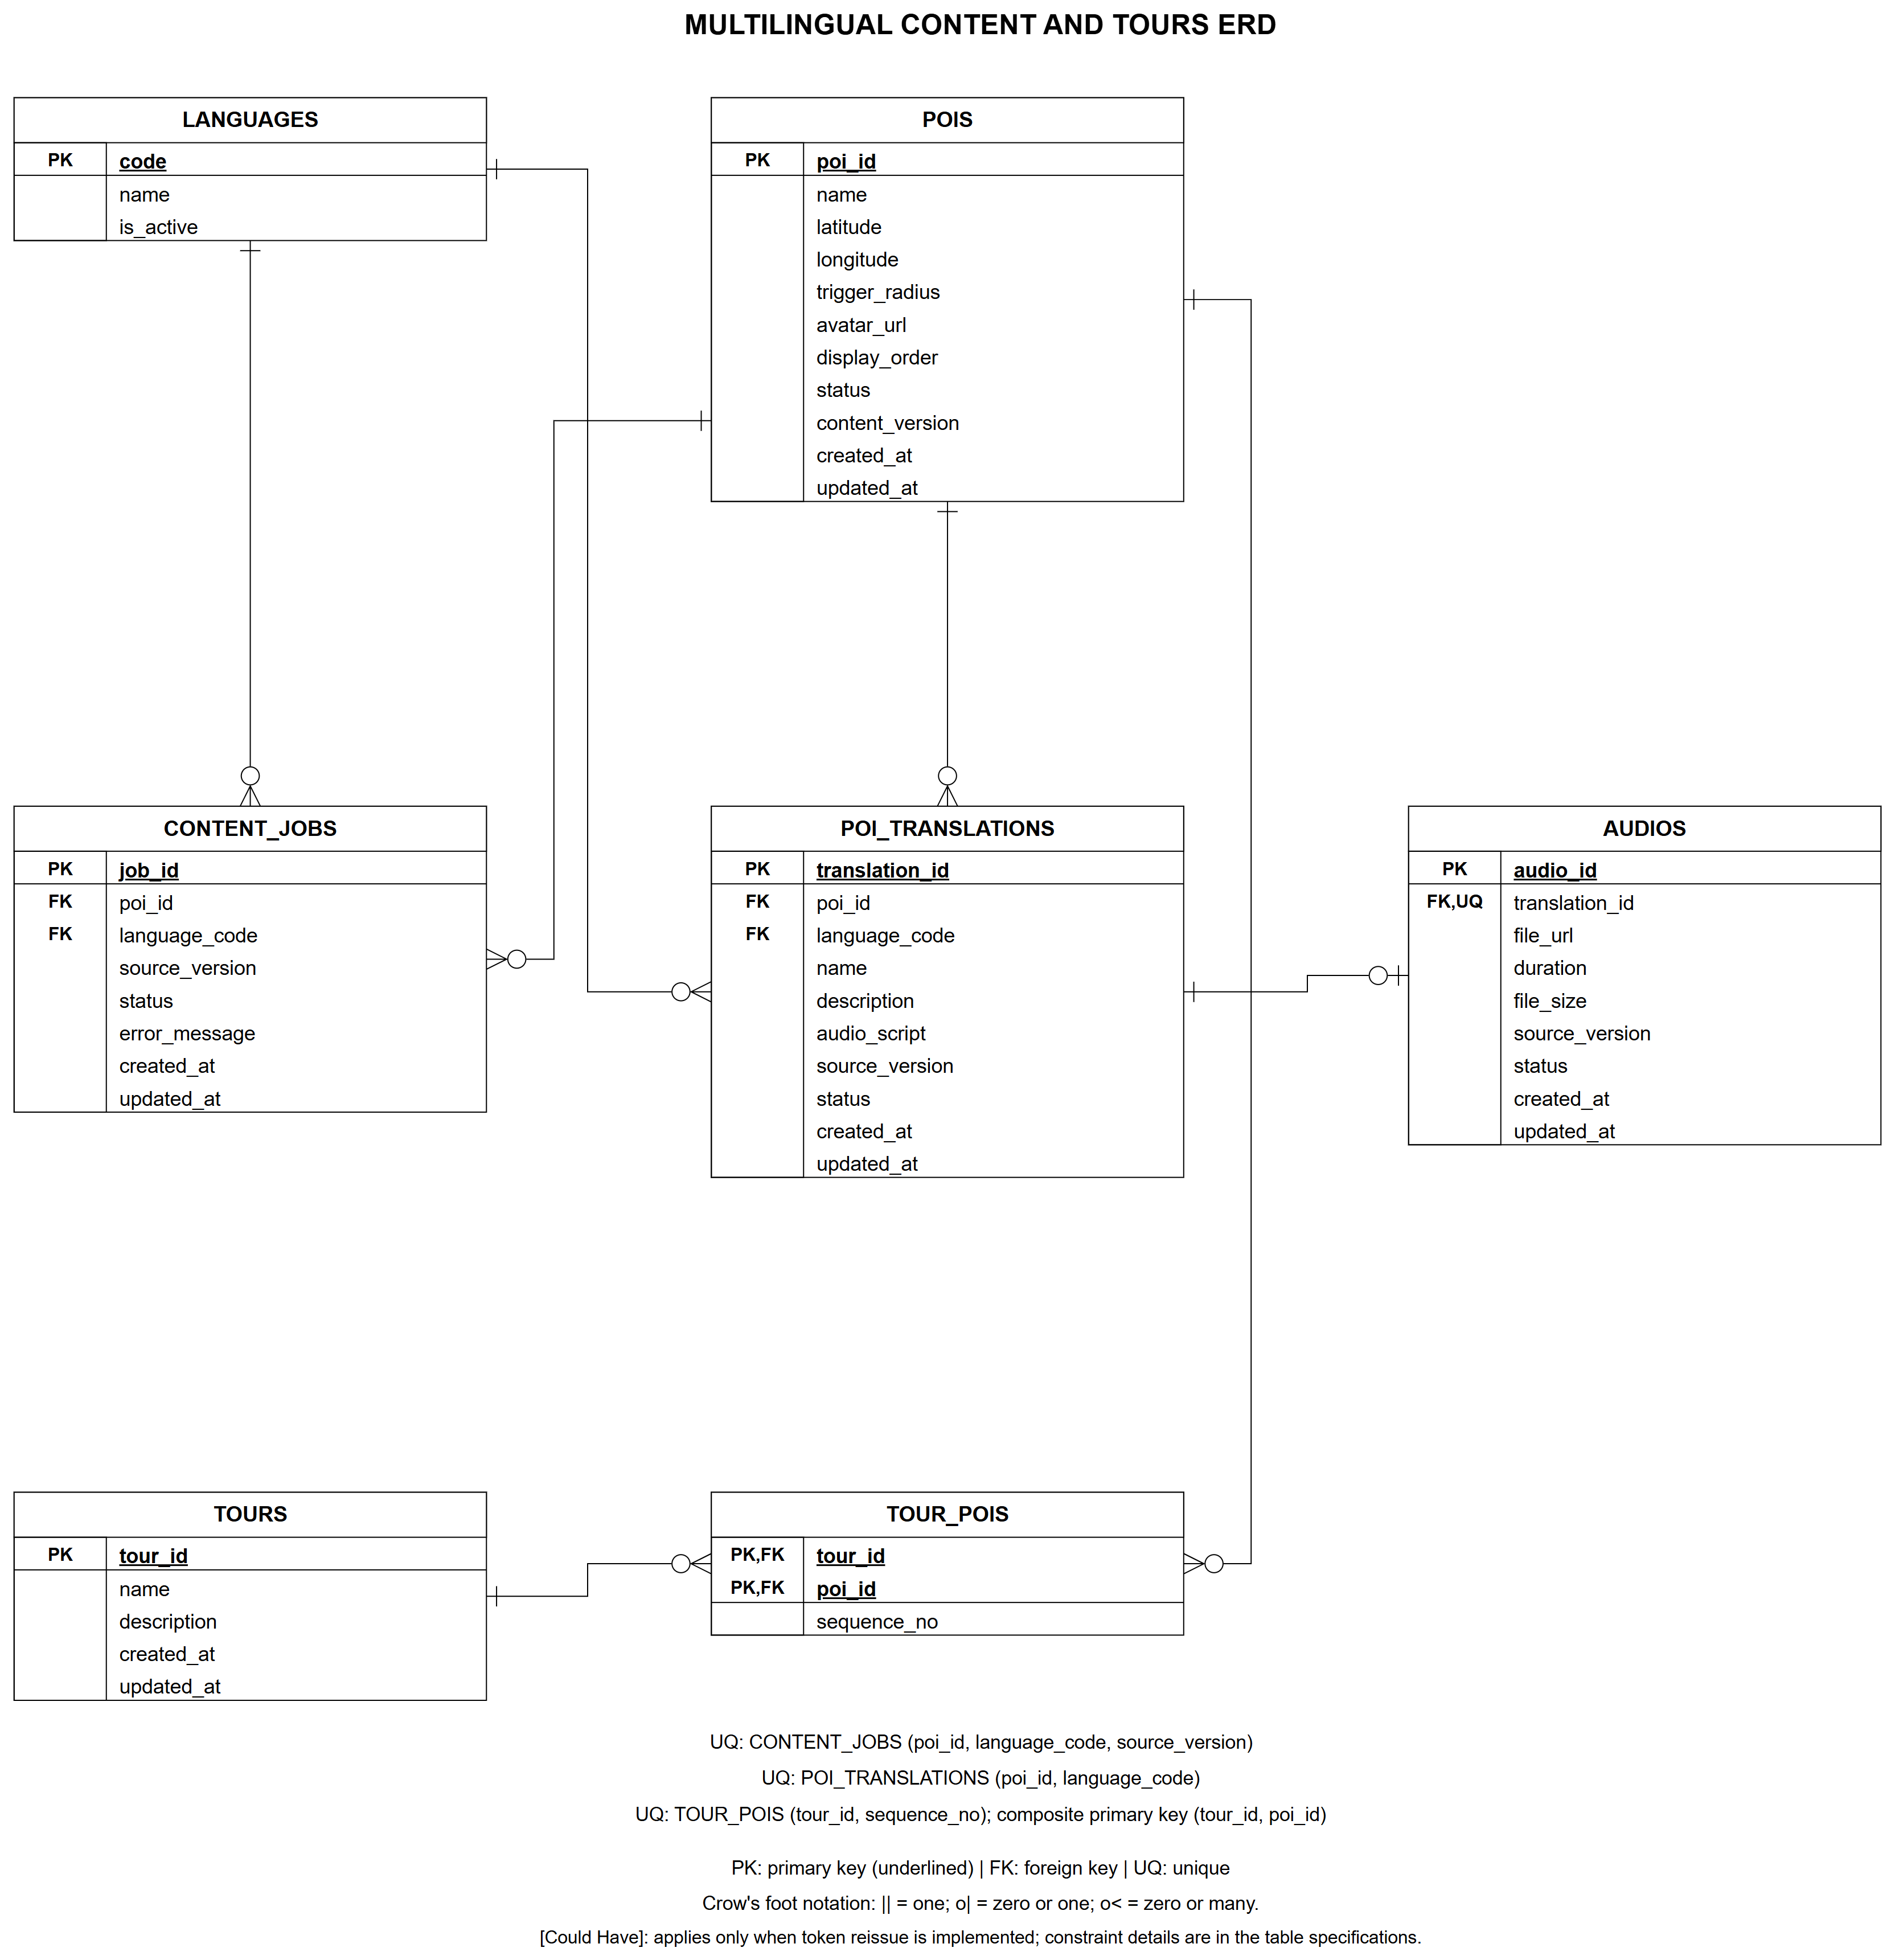 MULTILINGUAL CONTENT AND TOURS ERD
LANGUAGES
PK code
name
is_active
POIS
PK poi_id
name
latitude
longitude
trigger_radius
avatar_url
display_order
status
content_version
created_at
updated_at
CONTENT_JOBS
PK job_id
FK poi_id
FK language_code
source_version
status
error_message
created_at
updated_at
POI_TRANSLATIONS
PK translation_id
FK poi_id
FK language_code
name
description
audio_script
source_version
status
created_at
updated_at
AUDIOS
PK audio_id
FK,UQ translation_id
file_url
duration
file_size
source_version
status
created_at
updated_at
TOURS
PK tour_id
name
description
created_at
updated_at
TOUR_POIS
PK,FK tour_id
PK,FK poi_id
sequence_no
UQ: CONTENT_JOBS (poi_id, language_code, source_version)
UQ: POI_TRANSLATIONS (poi_id, language_code)
UQ: TOUR_POIS (tour_id, sequence_no); composite primary key (tour_id, poi_id)
PK: primary key (underlined) | FK: foreign key | UQ: unique
Crow's foot notation: || = one; o| = zero or one; o< = zero or many.
[Could Have]: applies only when token reissue is implemented; constraint details are in the table specifications.